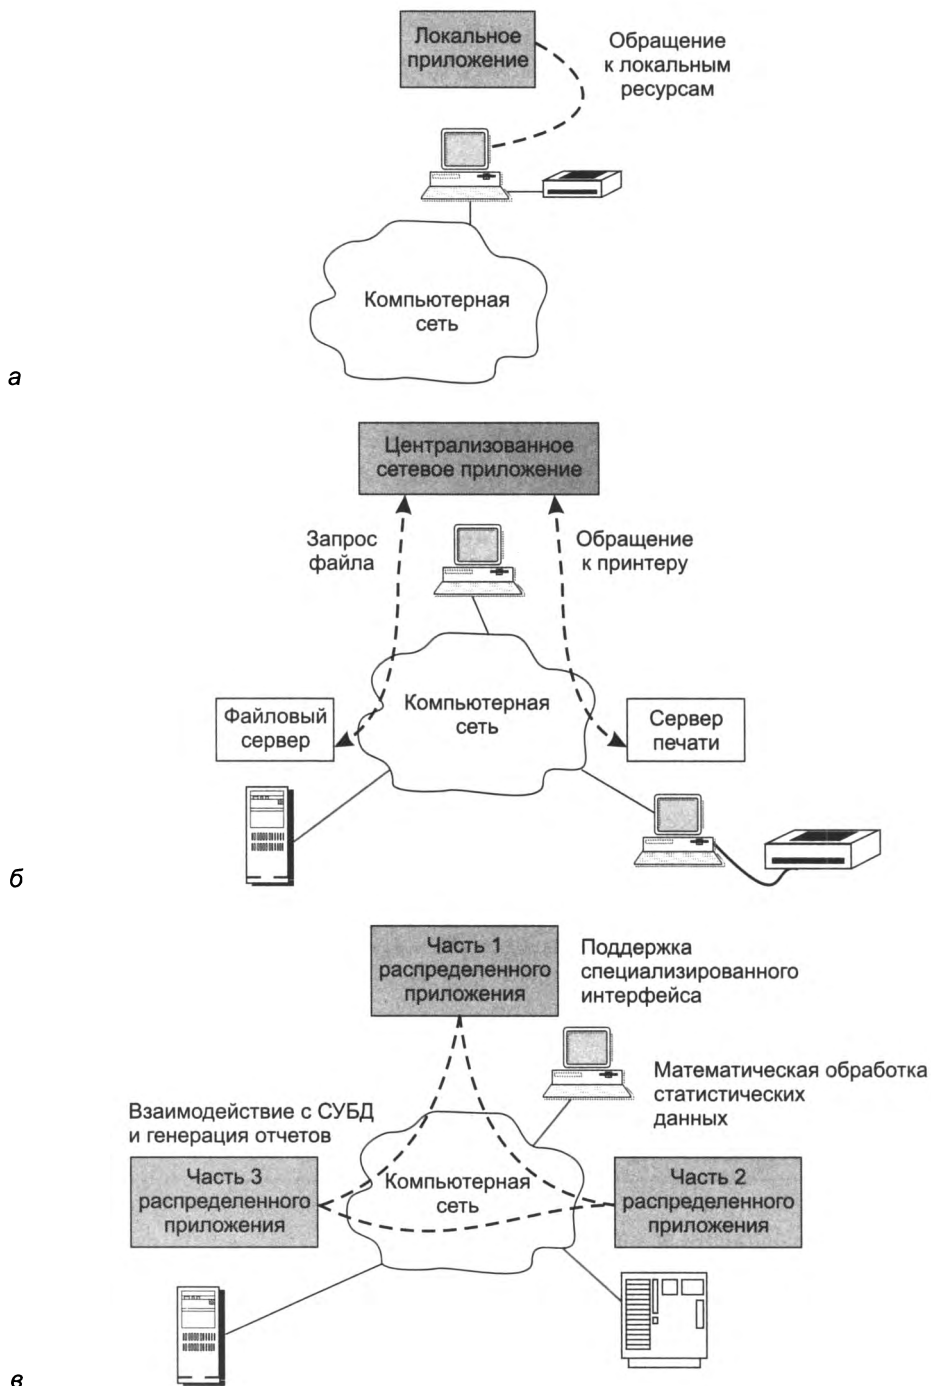 Локальное
приложение
Обращение
к локальным
ресурсам
Компьютерная
сеть
а
Централизованное
сетевое приложение
Запрос
файла
Обращение
к принтеру
Файловый
сервер
Компьютерная
сеть
Сервер
печати
б
Часть 1
распределенного
приложения
Поддержка
специализированного
интерфейса
Математическая обработка
статистических
данных
Взаимодействие с СУБД
и генерация отчетов
Часть 3
распределенного
приложения
Компьютерная
сеть
Часть 2
распределенного
приложения
в